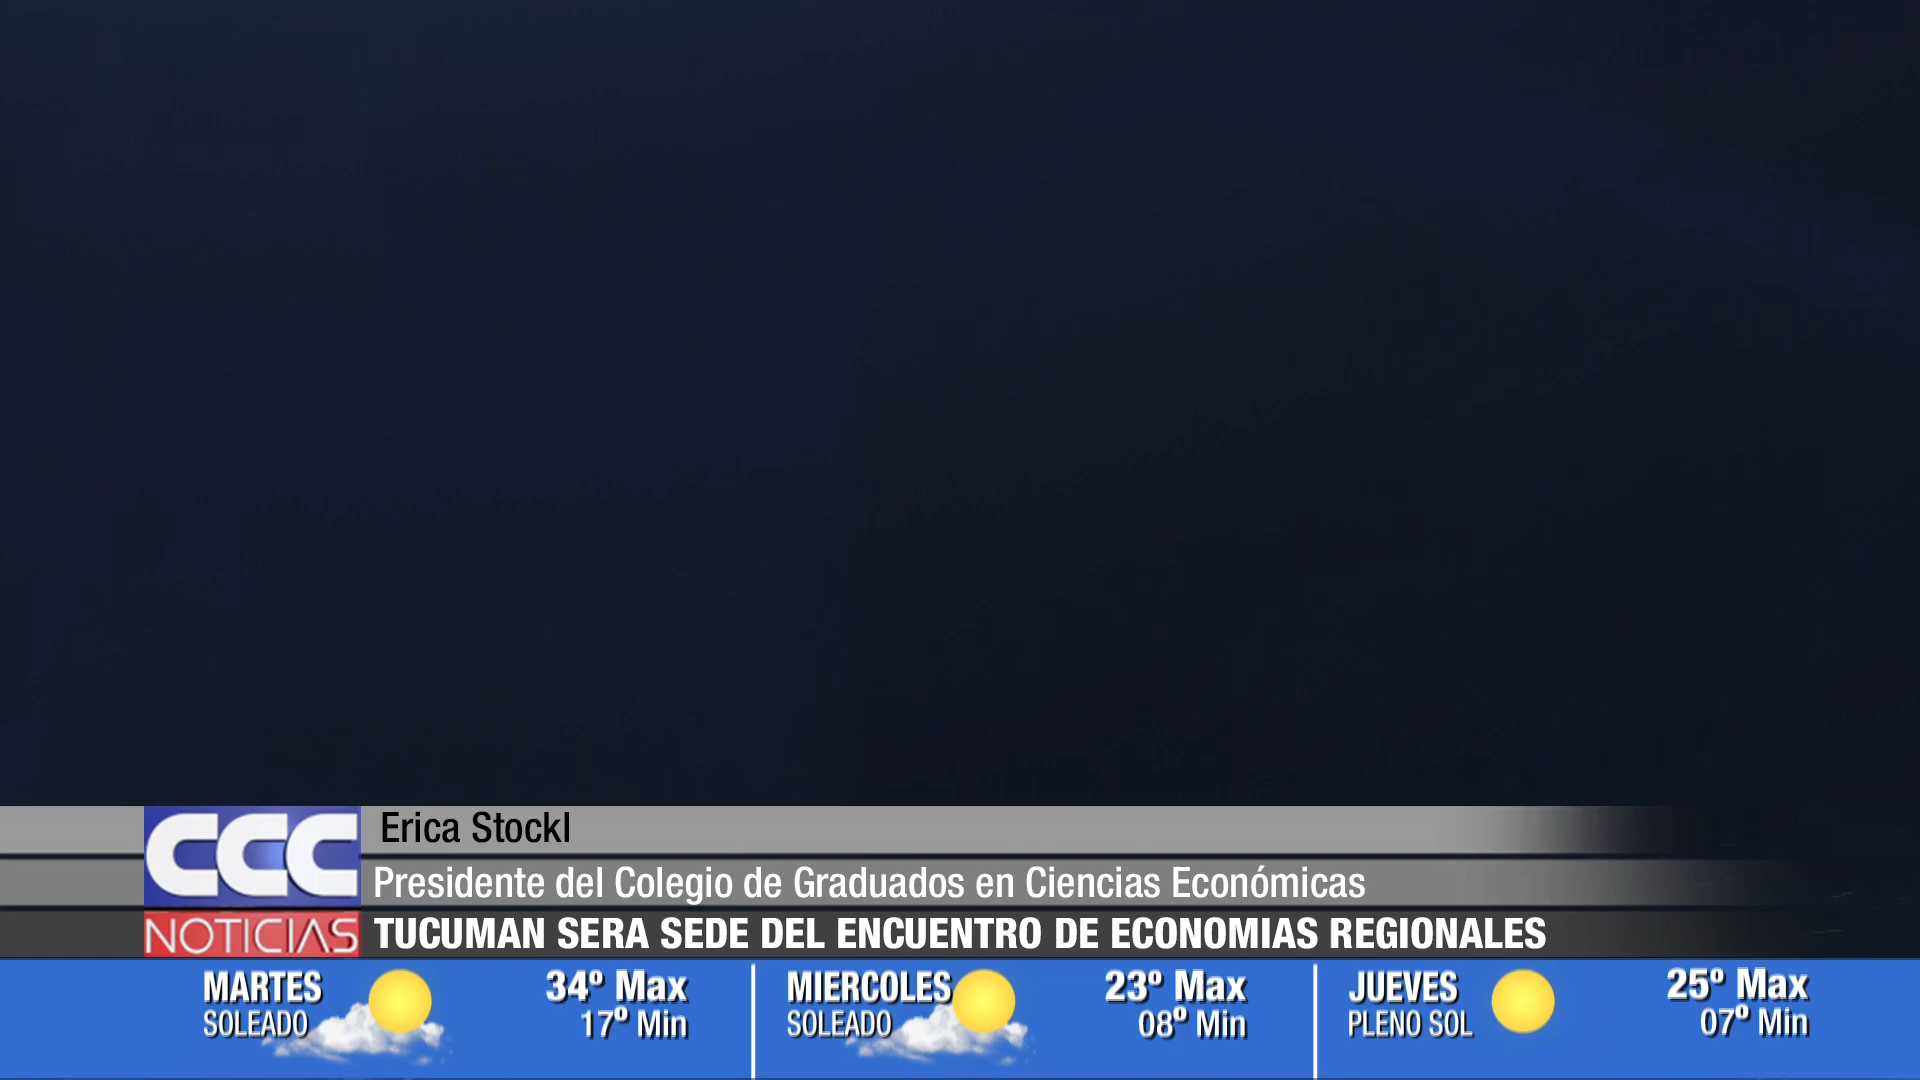 Erica Stockl
CCC
Presidente del Colegio de Graduados en Ciencias Económicas
NOTICIAS
TUCUMAN SERA SEDE DEL ENCUENTRO DE ECONOMIAS REGIONALES
MARTES
SOLEADO
34º Max
17º Min
MIERCOLES
SOLEADO
23º Max
08º Min
JUEVES
PLENO SOL
25º Max
07º Min